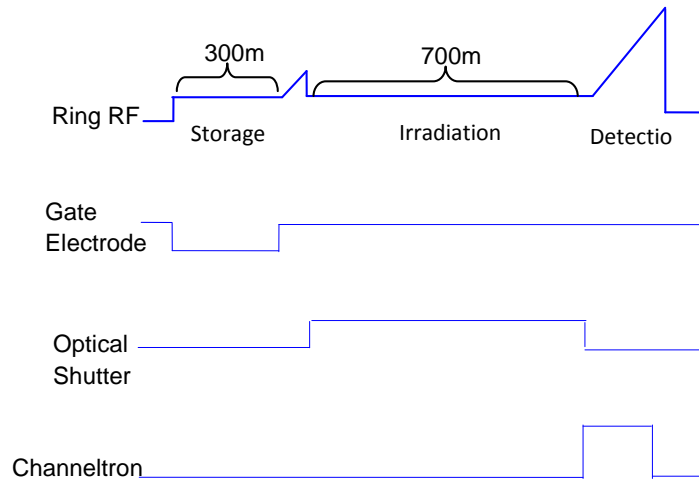 300m
700m
Ring RF
Storage
Irradiation
Detectio
Gate
Electrode
Optical
Shutter
Channeltron